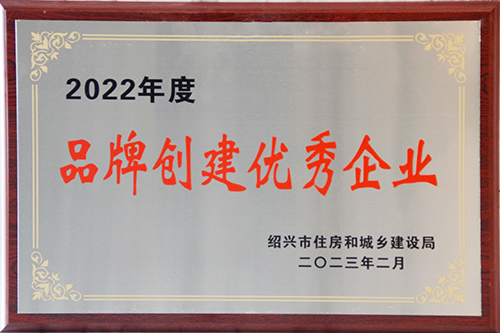 2022年度
品牌创建优秀企业
绍兴市住房和城乡建设局
二〇二三年二月